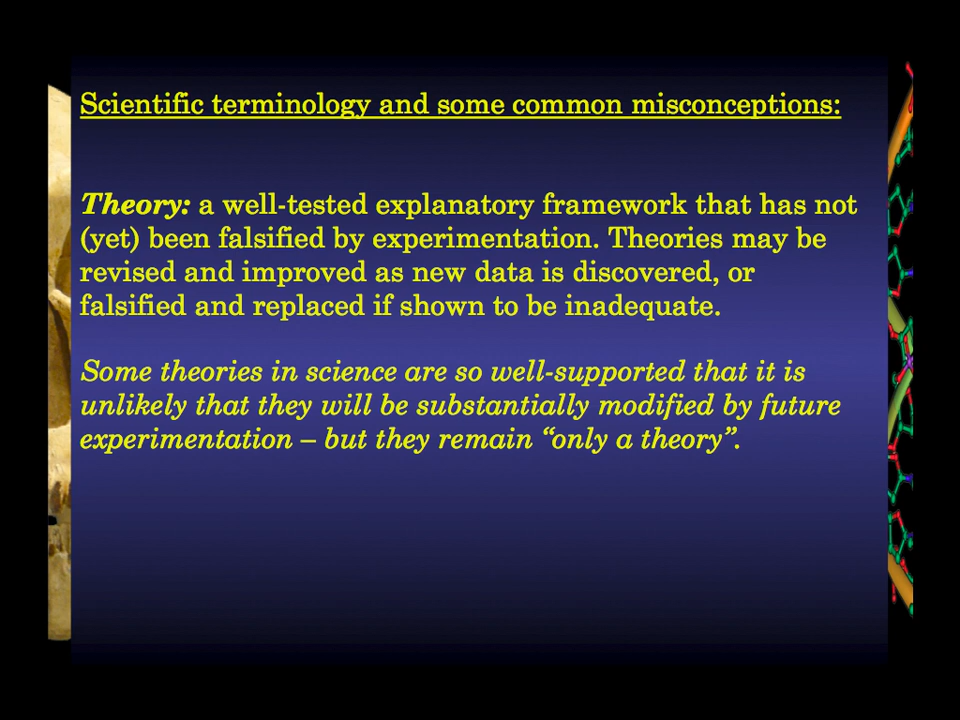 Scientific terminology and some common misconceptions:
Theory: a well-tested explanatory framework that has not
(yet) been falsified by experimentation. Theories may be
revised and improved as new data is discovered, or
falsified and replaced if shown to be inadequate.
Some theories in science are so well-supported that it is
unlikely that they will be substantially modified by future
experimentation – but they remain “only a theory”.